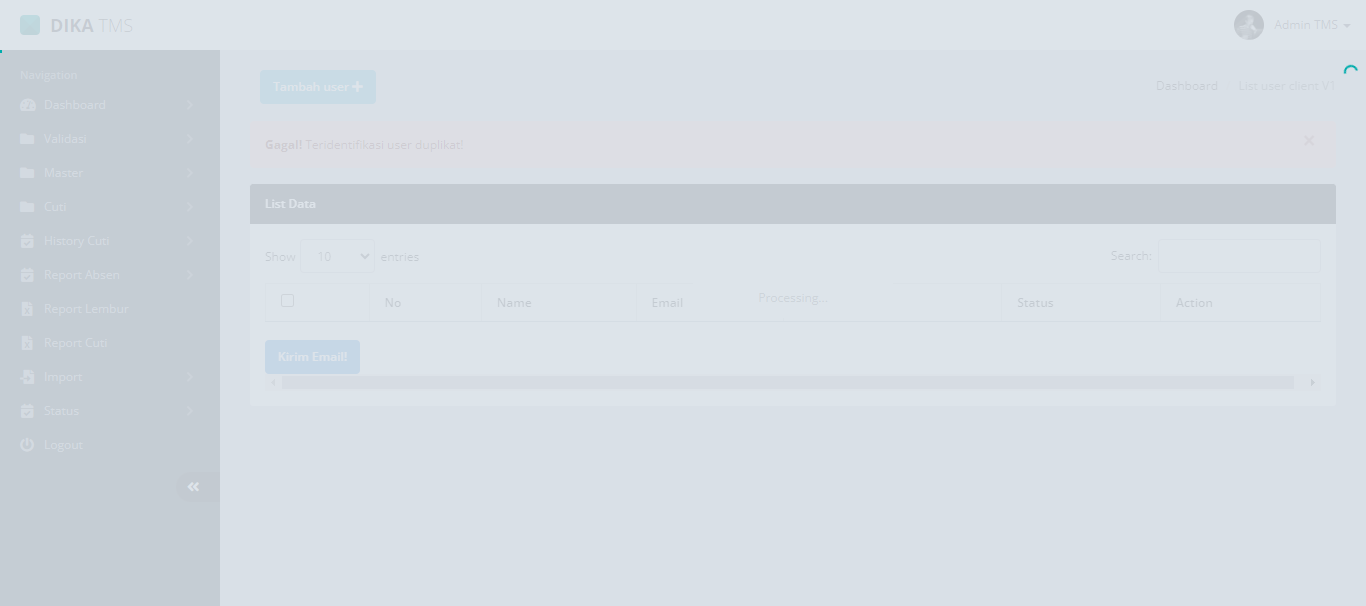 DIKA TMS
Admin TMS
Navigation
Dashboard
Validasi
Master
Cuti
History Cuti
Report Absen
Report Lembur
Report Cuti
Import
Status
Logout
Tambah user
Dashboard / List user client V1
Gagal! Teridentifikasi user duplikat!
×
List Data
Show 10 entries
Search:
No Name Email Status Action
Processing...
Kirim Email!